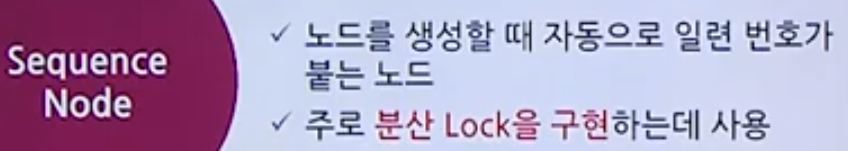 Sequence
Node
✓ 노드를 생성할 때 자동으로 일련 번호가
붙는 노드
✓ 주로 분산 Lock을 구현하는데 사용